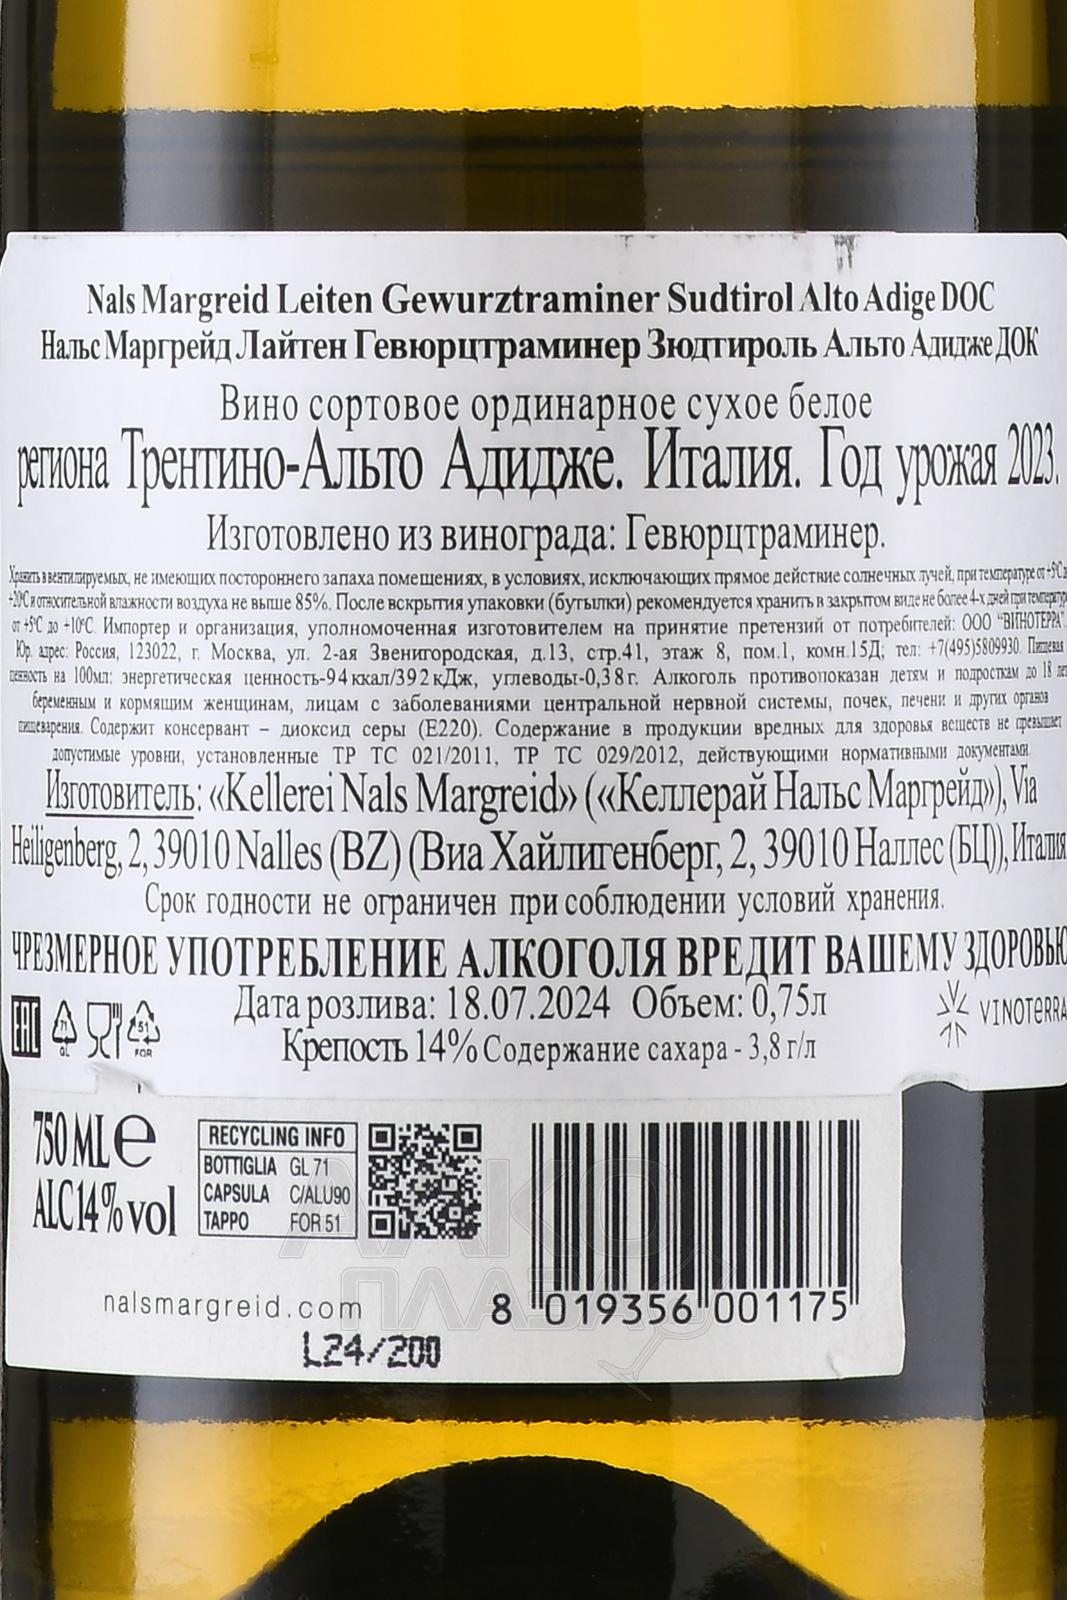 Nals Margreid Leiten Gewurztraminer Sudtirol Alto Adige DOC
Нальс Маргрейд Лайтен Гевюрцтраминер Зюдтироль Альто Адидже ДОК
Вино сортовое ординарное сухое белое
региона Трентино-Альто Адидже. Италия. Год урожая 2023.
Изготовлено из винограда: Гевюрцтраминер.
Хранить в вентилируемых, не имеющих постороннего запаха помещениях, в условиях, исключающих прямое действие солнечных лучей, при температуре от +5°C до
+20°C и относительной влажности воздуха не выше 85%. После вскрытия упаковки (бутылки) рекомендуется хранить в закрытом виде не более 4-х дней при температуре
от +5°C до +10°C. Импортер и организация, уполномоченная изготовителем на принятие претензий от потребителей: ООО "ВИНОТЕРРА".
Юр. адрес: Россия, 123022, г. Москва, ул. 2-ая Звенигородская, д.13, стр.41, этаж 8, пом.1, комн.15Д; тел: +7(495)5809930. Пищевая
ценность на 100мл: энергетическая ценность-94 ккал/392 кДж, углеводы-0,38 г. Алкоголь противопоказан детям и подросткам до 18 лет,
беременным и кормящим женщинам, лицам с заболеваниями центральной нервной системы, почек, печени и других органов
пищеварения. Содержит консервант – диоксид серы (E220). Содержание в продукции вредных для здоровья веществ не превышает
допустимые уровни, установленные ТР ТС 021/2011, ТР ТС 029/2012, действующими нормативными документами.
Изготовитель: «Kellerei Nals Margreid» («Келлерай Нальс Маргрейд»), Via
Heiligenberg, 2, 39010 Nalles (BZ) (Виа Хайлигенберг, 2, 39010 Наллес (БЦ)), Италия
Срок годности не ограничен при соблюдении условий хранения.
ЧРЕЗМЕРНОЕ УПОТРЕБЛЕНИЕ АЛКОГОЛЯ ВРЕДИТ ВАШЕМУ ЗДОРОВЬЮ
Дата розлива: 18.07.2024 Объем: 0,75л
Крепость 14% Содержание сахара - 3,8 г/л
EAC 71 GL 51 FOR
VINOTERRA
750 ML e
ALC 14% vol
RECYCLING INFO
BOTTIGLIA GL 71
CAPSULA C/ALU90
TAPPO FOR 51
nalsmargreid.com
L24/200
8 019356 001175
АЛКО
ПЛАЗА